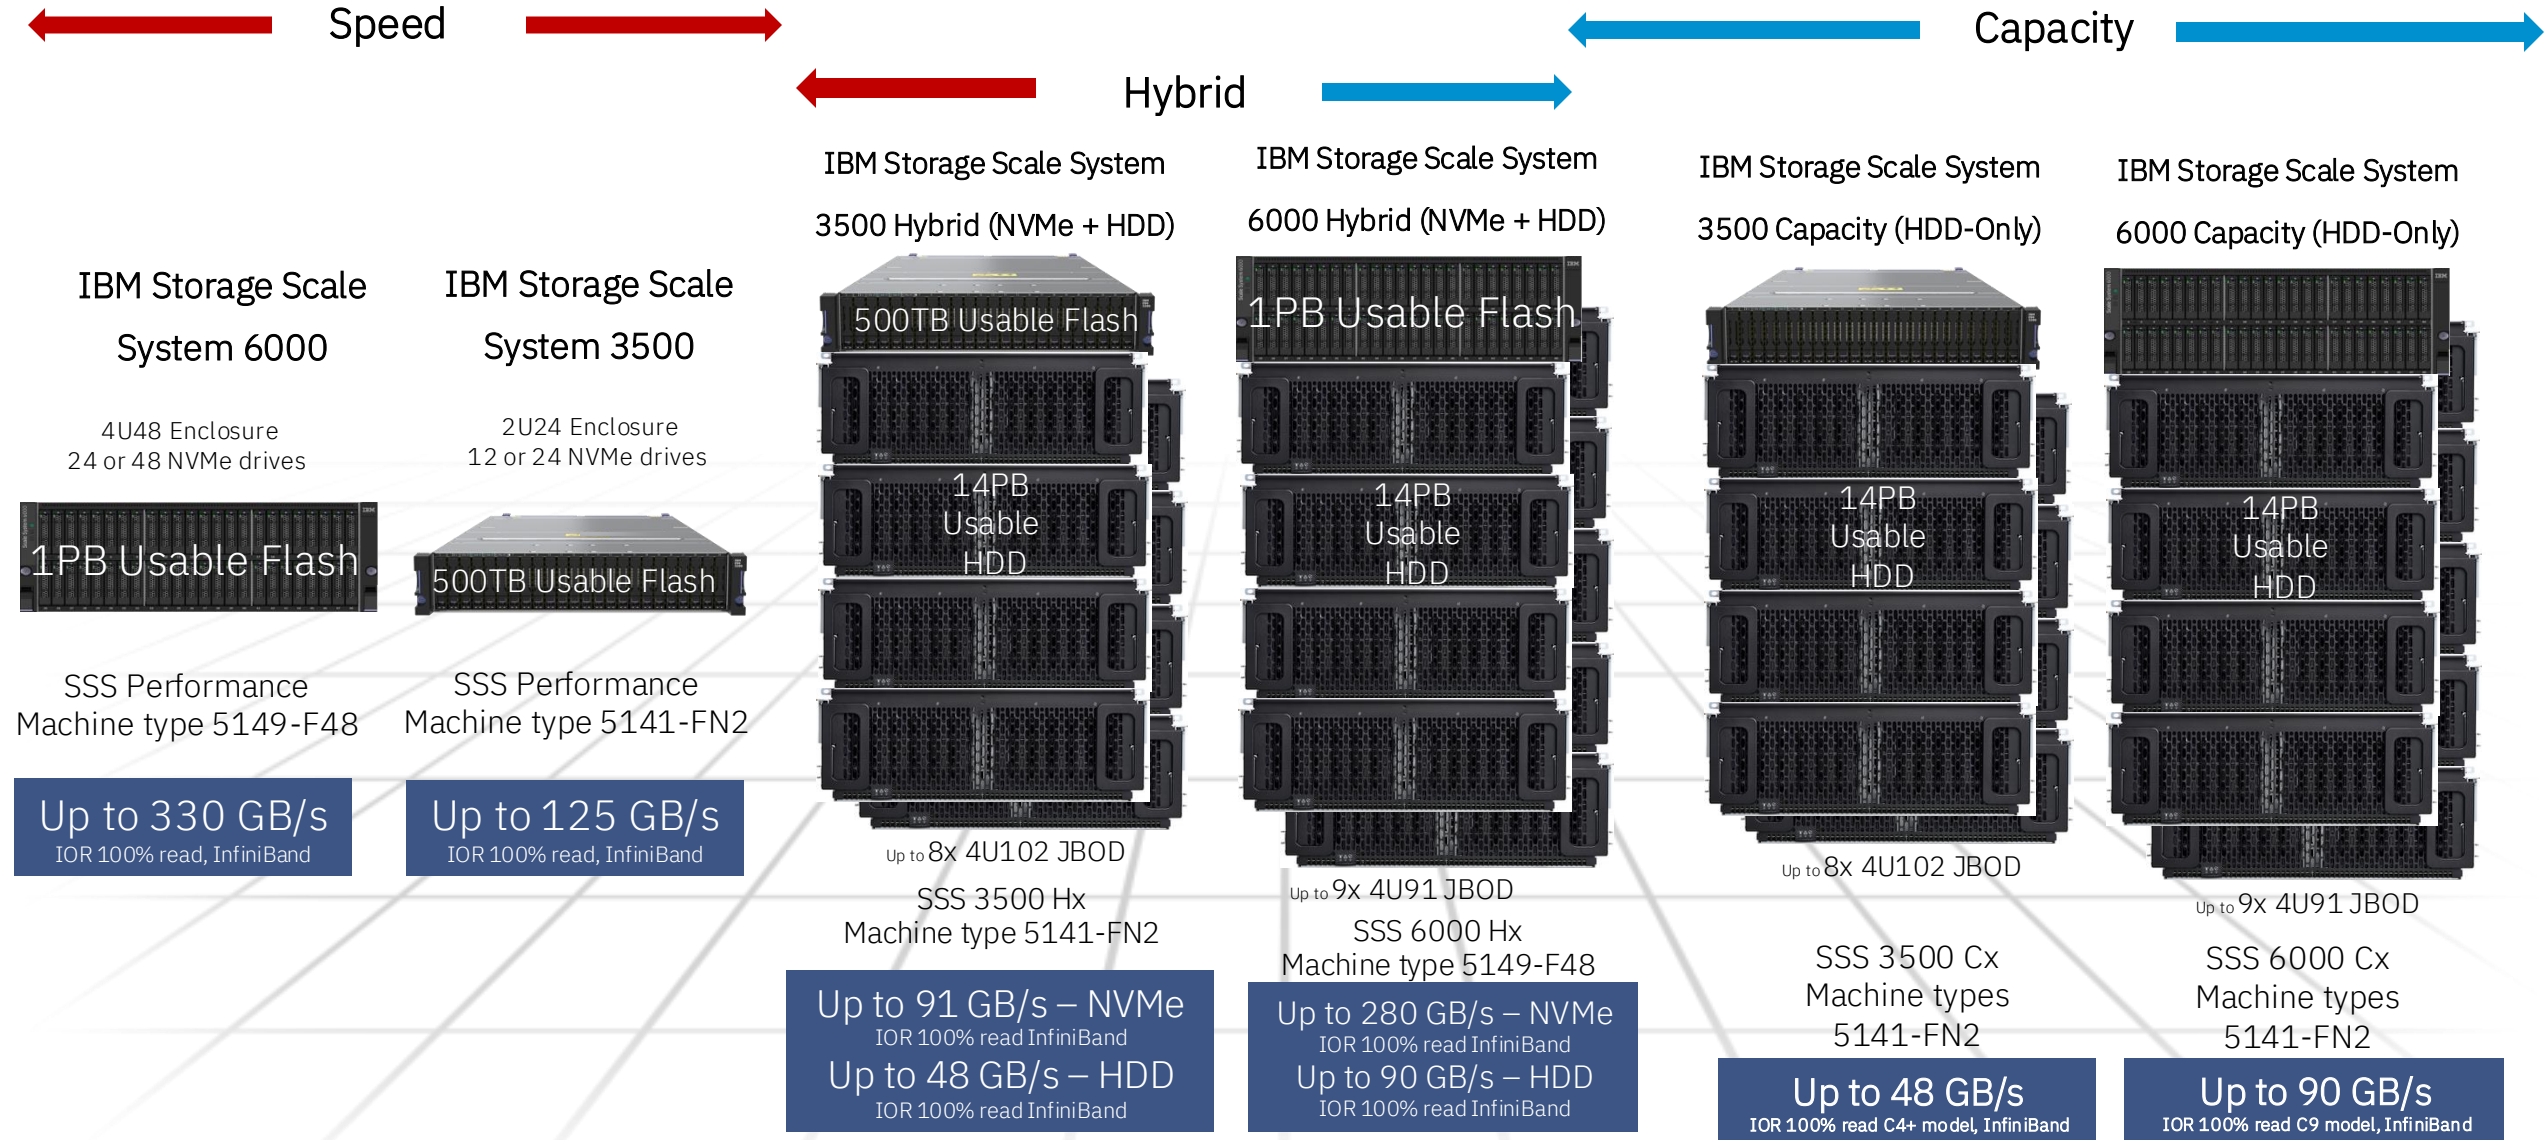 Speed
Hybrid
Capacity
IBM Storage Scale
System 6000
4U48 Enclosure
24 or 48 NVMe drives
1PB Usable Flash
SSS Performance
Machine type 5149-F48
Up to 330 GB/s
IOR 100% read, InfiniBand
IBM Storage Scale
System 3500
2U24 Enclosure
12 or 24 NVMe drives
500TB Usable Flash
SSS Performance
Machine type 5141-FN2
Up to 125 GB/s
IOR 100% read, InfiniBand
IBM Storage Scale System
3500 Hybrid (NVMe + HDD)
500TB Usable Flash
14PB
Usable
HDD
Up to 8x 4U102 JBOD
SSS 3500 Hx
Machine type 5141-FN2
Up to 91 GB/s – NVMe
IOR 100% read InfiniBand
Up to 48 GB/s – HDD
IOR 100% read InfiniBand
IBM Storage Scale System
6000 Hybrid (NVMe + HDD)
1PB Usable Flash
14PB
Usable
HDD
Up to 9x 4U91 JBOD
SSS 6000 Hx
Machine type 5149-F48
Up to 280 GB/s – NVMe
IOR 100% read InfiniBand
Up to 90 GB/s – HDD
IOR 100% read InfiniBand
IBM Storage Scale System
3500 Capacity (HDD-Only)
14PB
Usable
HDD
Up to 8x 4U102 JBOD
SSS 3500 Cx
Machine types
5141-FN2
Up to 48 GB/s
IOR 100% read C4+ model, InfiniBand
IBM Storage Scale System
6000 Capacity (HDD-Only)
14PB
Usable
HDD
Up to 9x 4U91 JBOD
SSS 6000 Cx
Machine types
5141-FN2
Up to 90 GB/s
IOR 100% read C9 model, InfiniBand